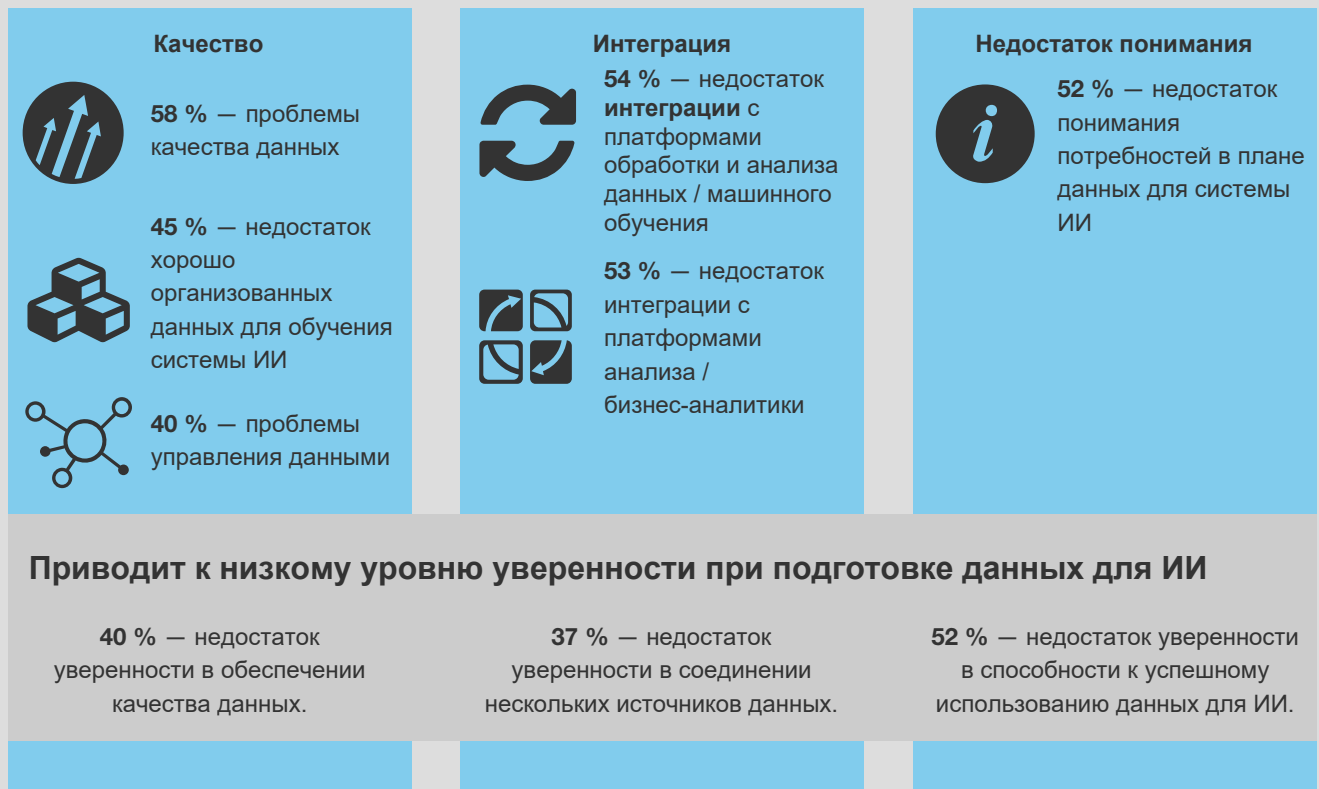 Качество
58 % — проблемы
качества данных
45 % — недостаток
хорошо
организованных
данных для обучения
системы ИИ
40 % — проблемы
управления данными
Интеграция
54 % — недостаток
интеграции с
платформами
обработки и анализа
данных / машинного
обучения
53 % — недостаток
интеграции с
платформами
анализа /
бизнес-аналитики
Недостаток понимания
52 % — недостаток
понимания
потребностей в плане
данных для системы
ИИ
Приводит к низкому уровню уверенности при подготовке данных для ИИ
40 % — недостаток
уверенности в обеспечении
качества данных.
37 % — недостаток
уверенности в соединении
нескольких источников данных.
52 % — недостаток уверенности
в способности к успешному
использованию данных для ИИ.